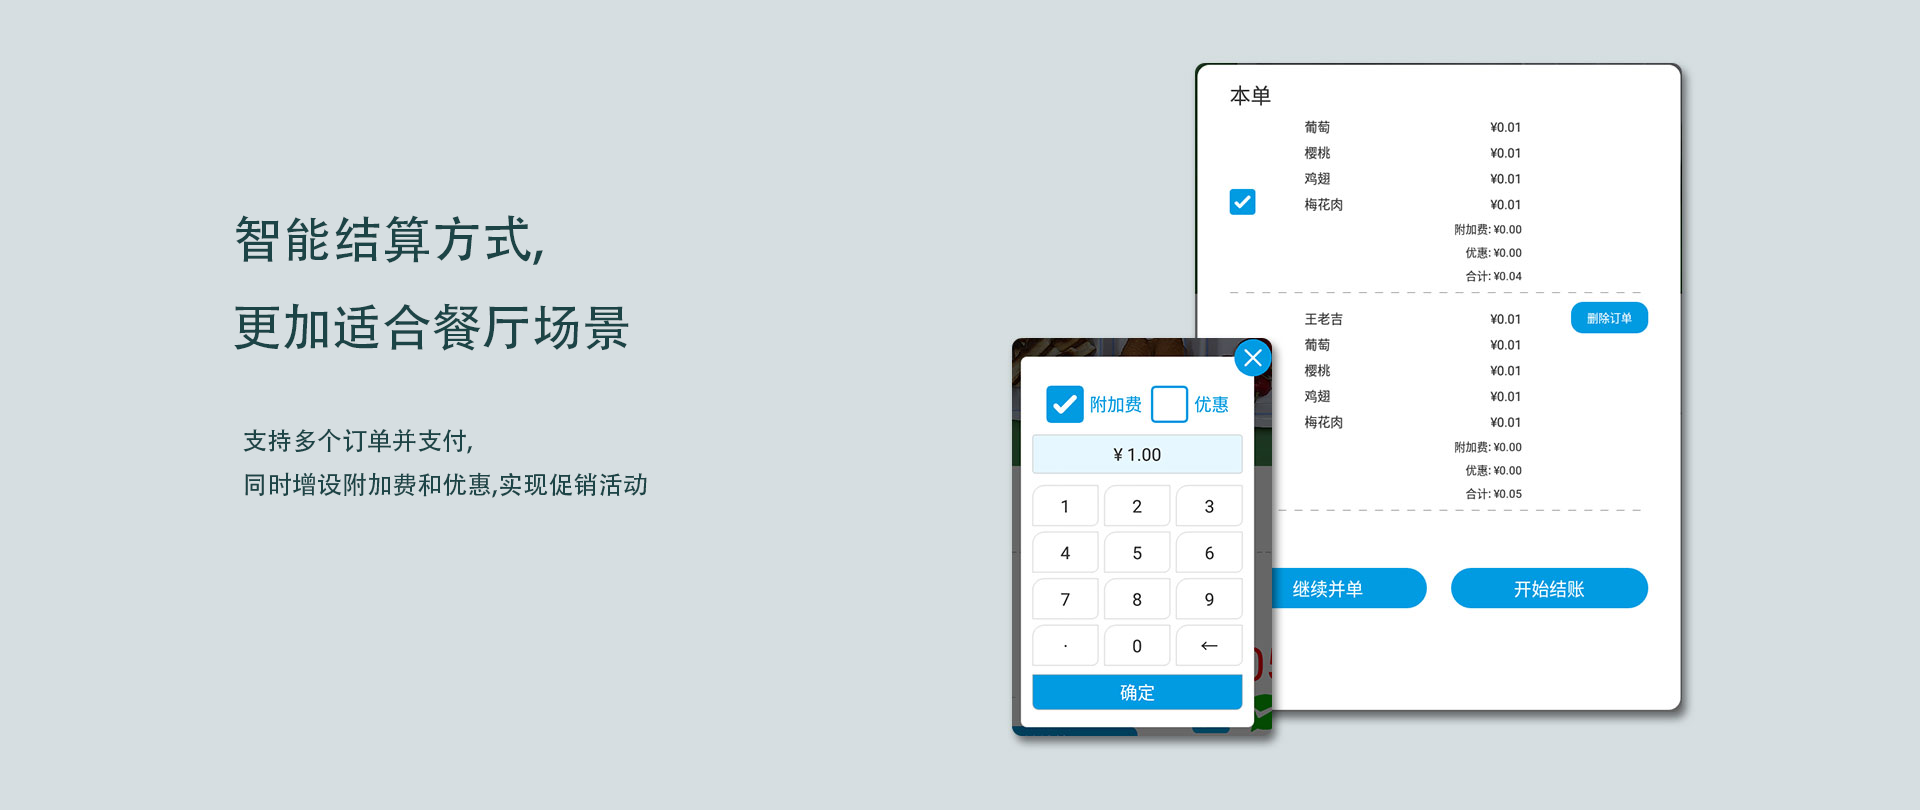 智能结算方式,
更加适合餐厅场景
支持多个订单并支付,
同时增设附加费和优惠,实现促销活动
本单
葡萄 ¥0.01
樱桃 ¥0.01
鸡翅 ¥0.01
梅花肉 ¥0.01
附加费: ¥0.00
优惠: ¥0.00
合计: ¥0.04
王老吉 ¥0.01 删除订单
葡萄 ¥0.01
樱桃 ¥0.01
鸡翅 ¥0.01
梅花肉 ¥0.01
附加费: ¥0.00
优惠: ¥0.00
合计: ¥0.05
继续并单 开始结账
附加费 优惠
¥ 1.00
1 2 3
4 5 6
7 8 9
· 0 ←
确定